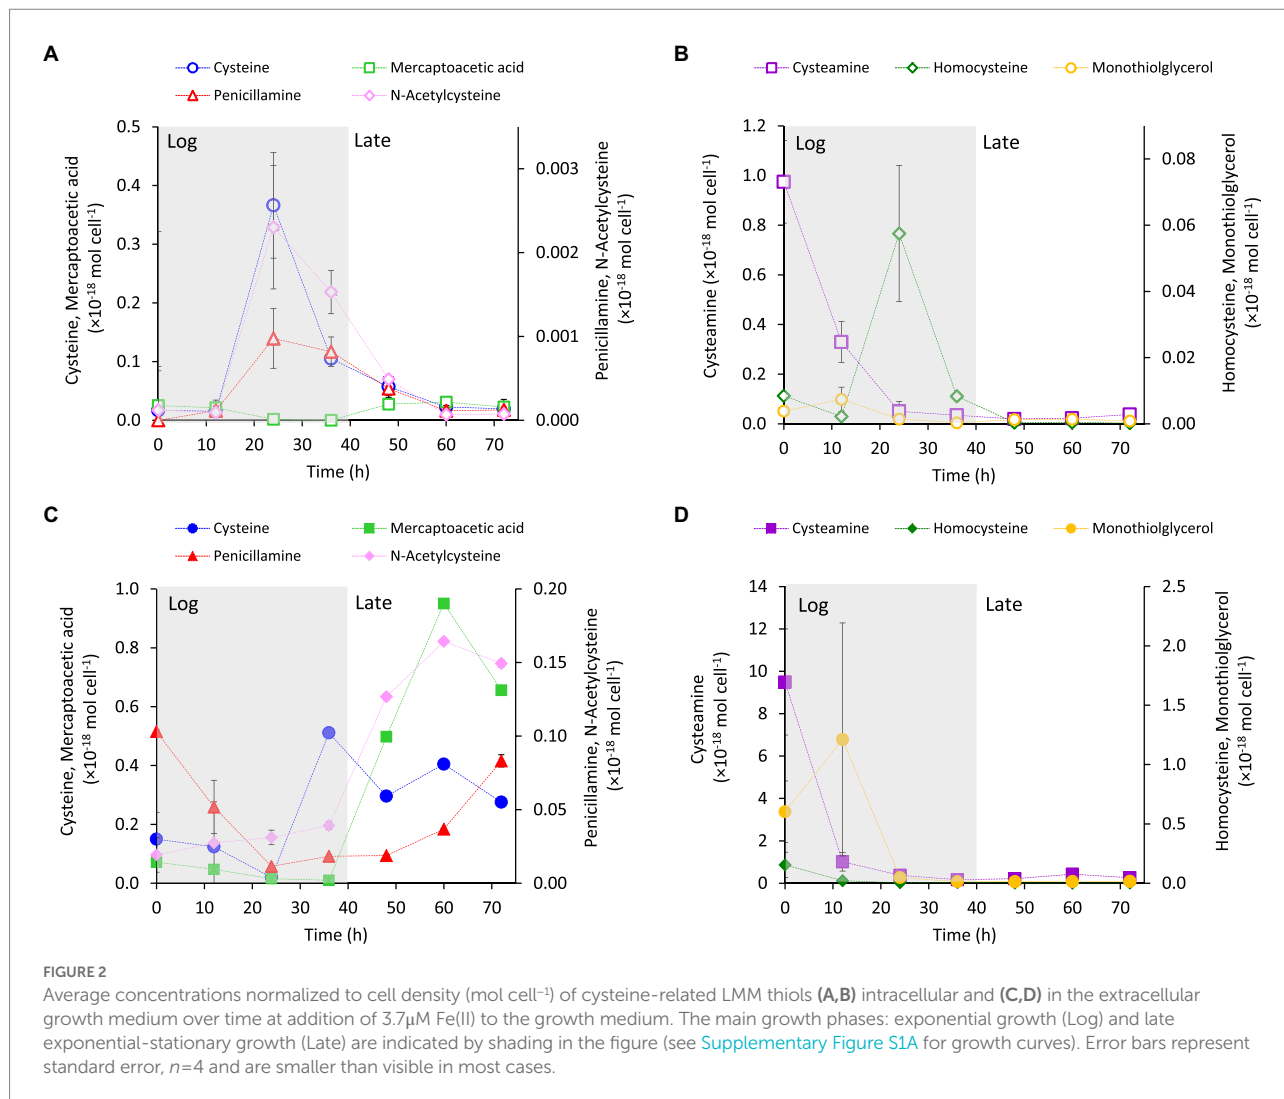 A
Cysteine
Mercaptoacetic acid
Penicillamine
N-Acetylcysteine
Log
Late
0.5
0.4
0.3
0.2
0.1
0.0
0.003
0.002
0.001
0.000
0 10 20 30 40 50 60 70
Time (h)
Cysteine, Mercaptoacetic acid
(×10⁻¹⁸ mol cell⁻¹)
Penicillamine, N-Acetylcysteine
(×10⁻¹⁸ mol cell⁻¹)
B
Cysteamine
Homocysteine
Monothiolglycerol
Log
Late
1.2
1.0
0.8
0.6
0.4
0.2
0.0
0.08
0.06
0.04
0.02
0.00
0 10 20 30 40 50 60 70
Time (h)
Cysteamine (×10⁻¹⁸ mol cell⁻¹)
Homocysteine, Monothiolglycerol
(×10⁻¹⁸ mol cell⁻¹)
C
Cysteine
Mercaptoacetic acid
Penicillamine
N-Acetylcysteine
Log
Late
1.0
0.8
0.6
0.4
0.2
0.0
0.20
0.15
0.10
0.05
0.00
0 10 20 30 40 50 60 70
Time (h)
Cysteine, Mercaptoacetic acid
(×10⁻¹⁸ mol cell⁻¹)
Penicillamine, N-Acetylcysteine
(×10⁻¹⁸ mol cell⁻¹)
D
Cysteamine
Homocysteine
Monothiolglycerol
Log
Late
14
12
10
8
6
4
2
0
2.5
2.0
1.5
1.0
0.5
0.0
0 10 20 30 40 50 60 70
Time (h)
Cysteamine
(×10⁻¹⁸ mol cell⁻¹)
Homocysteine, Monothiolglycerol
(×10⁻¹⁸ mol cell⁻¹)
FIGURE 2
Average concentrations normalized to cell density (mol cell⁻¹) of cysteine-related LMM thiols (A,B) intracellular and (C,D) in the extracellular
growth medium over time at addition of 3.7μM Fe(II) to the growth medium. The main growth phases: exponential growth (Log) and late
exponential-stationary growth (Late) are indicated by shading in the figure (see Supplementary Figure S1A for growth curves). Error bars represent
standard error, n=4 and are smaller than visible in most cases.